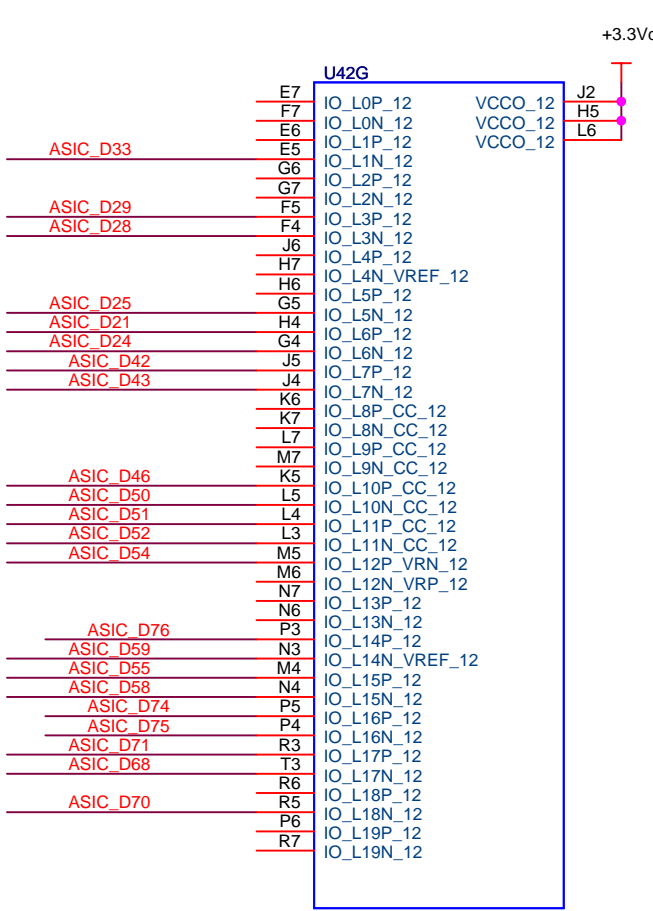 +3.3Vc
U42G
E7 IO_L0P_12 VCCO_12 J2
F7 IO_L0N_12 VCCO_12 H5
E6 IO_L1P_12 VCCO_12 L6
ASIC_D33 E5 IO_L1N_12
G6 IO_L2P_12
G7 IO_L2N_12
ASIC_D29 F5 IO_L3P_12
ASIC_D28 F4 IO_L3N_12
J6 IO_L4P_12
H7 IO_L4N_VREF_12
H6 IO_L5P_12
ASIC_D25 G5 IO_L5N_12
ASIC_D21 H4 IO_L6P_12
ASIC_D24 G4 IO_L6N_12
ASIC_D42 J5 IO_L7P_12
ASIC_D43 J4 IO_L7N_12
K6 IO_L8P_CC_12
K7 IO_L8N_CC_12
L7 IO_L9P_CC_12
M7 IO_L9N_CC_12
ASIC_D46 K5 IO_L10P_CC_12
ASIC_D50 L5 IO_L10N_CC_12
ASIC_D51 L4 IO_L11P_CC_12
ASIC_D52 L3 IO_L11N_CC_12
ASIC_D54 M5 IO_L12P_VRN_12
M6 IO_L12N_VRP_12
N7 IO_L13P_12
N6 IO_L13N_12
ASIC_D76 P3 IO_L14P_12
ASIC_D59 N3 IO_L14N_VREF_12
ASIC_D55 M4 IO_L15P_12
ASIC_D58 N4 IO_L15N_12
ASIC_D74 P5 IO_L16P_12
ASIC_D75 P4 IO_L16N_12
ASIC_D71 R3 IO_L17P_12
ASIC_D68 T3 IO_L17N_12
R6 IO_L18P_12
ASIC_D70 R5 IO_L18N_12
P6 IO_L19P_12
R7 IO_L19N_12